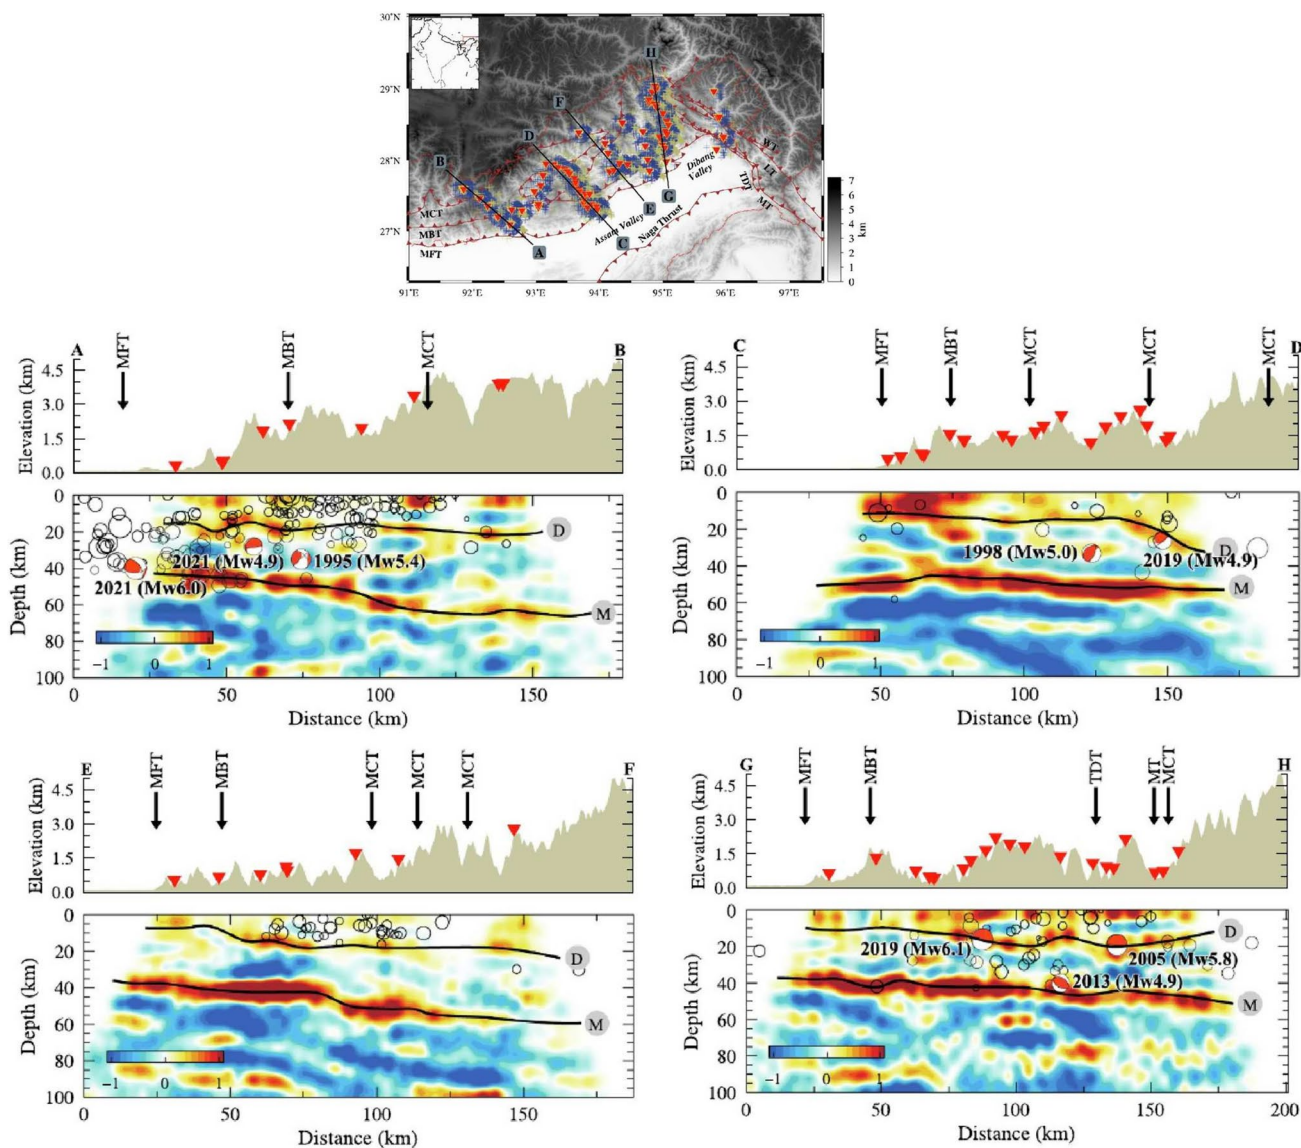 30°N
29°N
28°N
27°N
91°E
92°E
93°E
94°E
95°E
96°E
97°E
H
F
D
B
E
G
C
A
MCT
MBT
MFT
Assam Valley
Naga Thrust
Dibang
Valley
TDT
LT
MT
7
6
5
4
3
2
1
0
km
A
B
MFT
MBT
MCT
Elevation (km)
4.5
3.0
1.5
0.0
Depth (km)
0
20
40
60
80
100
D
M
2021 (Mw4.9)
1995 (Mw5.4)
2021 (Mw6.0)
−1
0
1
0
50
100
150
Distance (km)
C
D
MFT
MBT
MCT
MCT
MCT
Elevation (km)
4.5
3.0
1.5
0.0
Depth (km)
0
20
40
60
80
100
D
M
1998 (Mw5.0)
2019 (Mw4.9)
−1
0
1
0
50
100
150
Distance (km)
E
F
MFT
MBT
MCT
MCT
MCT
Elevation (km)
4.5
3.0
1.5
0.0
Depth (km)
0
20
40
60
80
100
D
M
−1
0
1
0
50
100
150
Distance (km)
G
H
MFT
MBT
TDT
MT
MCT
Elevation (km)
4.5
3.0
1.5
0.0
Depth (km)
0
20
40
60
80
100
D
M
2019 (Mw6.1)
2005 (Mw5.8)
2013 (Mw4.9)
−1
0
1
0
50
100
150
200
Distance (km)